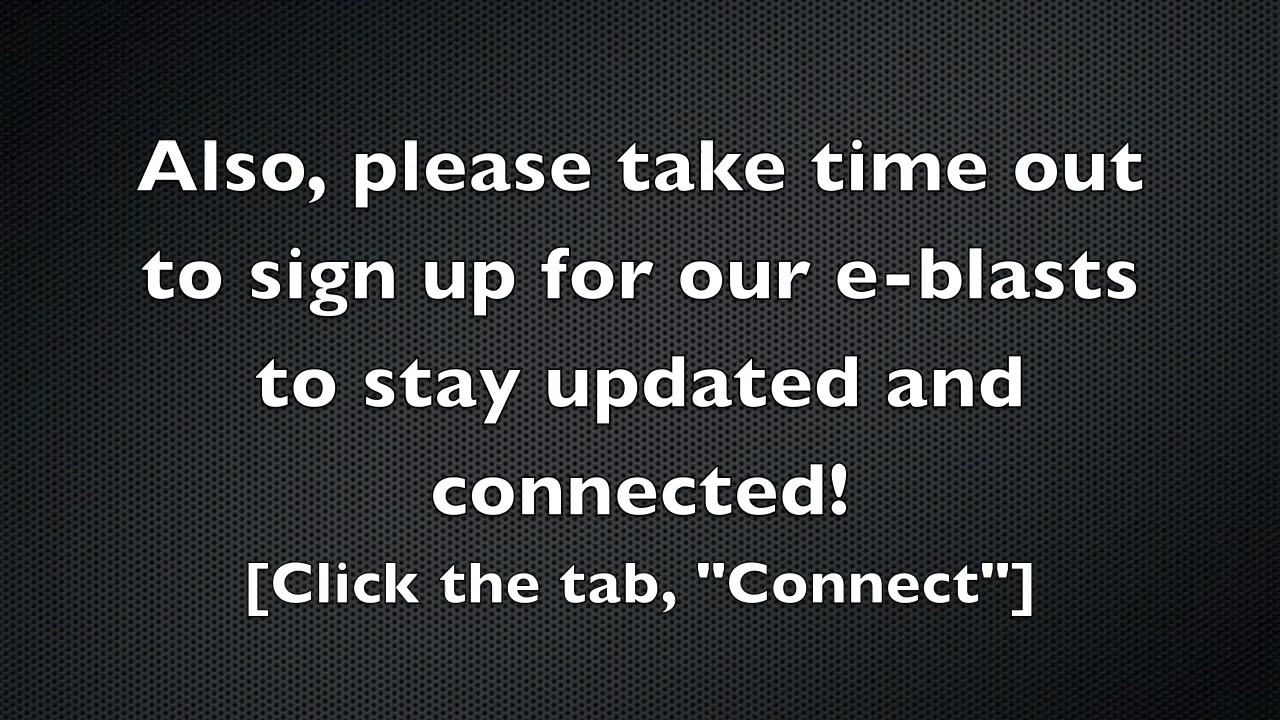 Also, please take time out
to sign up for our e-blasts
to stay updated and
connected!
[Click the tab, "Connect"]